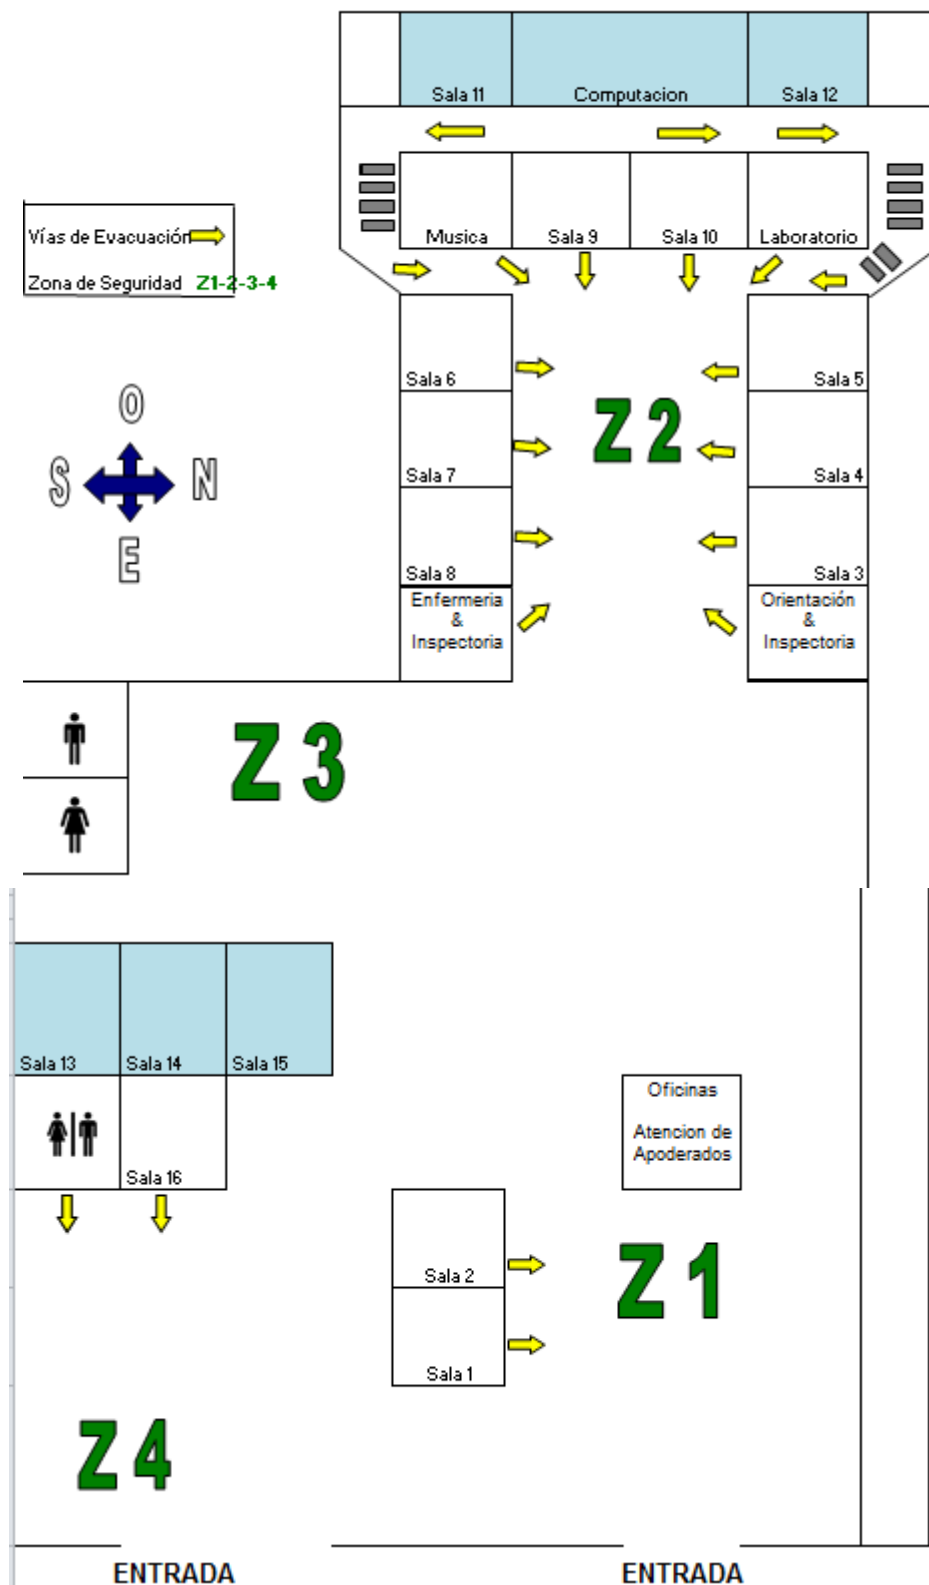 Sala 11 Computacion Sala 12
Musica Sala 9 Sala 10 Laboratorio
Vías de Evacuación
Zona de Seguridad Z1-2-3-4
O
S N
E
Sala 6 Sala 5
Z 2
Sala 7 Sala 4
Sala 8 Sala 3
Enfermeria
&
Inspectoria
Orientación
&
Inspectoria
Z 3
Sala 13 Sala 14 Sala 15
Oficinas
Atencion de
Apoderados
Sala 16
Sala 2
Z 1
Sala 1
Z 4
ENTRADA ENTRADA